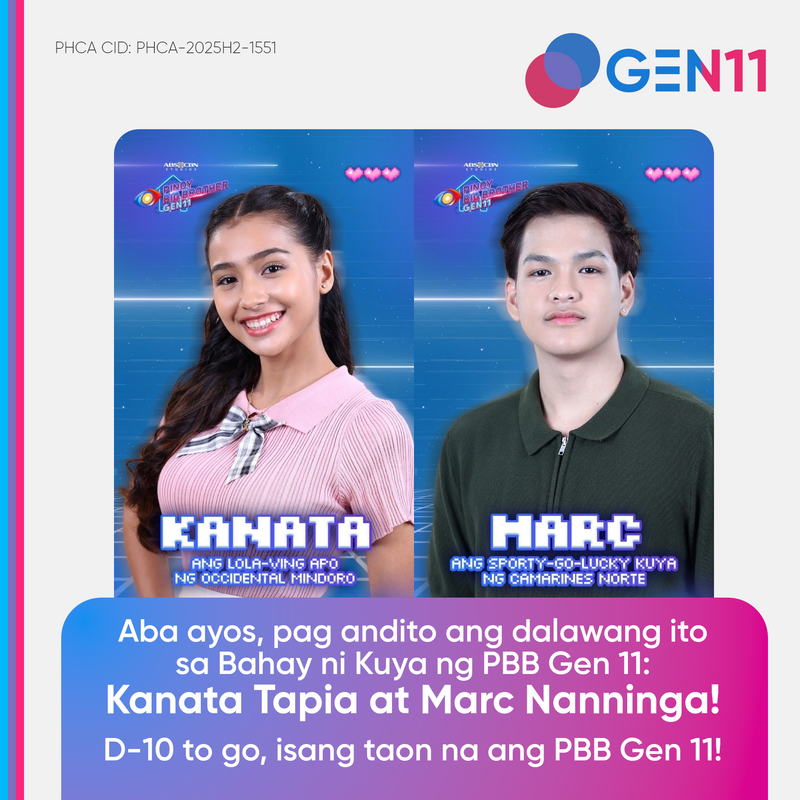 PHCA CID: PHCA-2025H2-1551
GEN11
ABS-CBN
STUDIOS
PINOY
BIG BROTHER
GEN11
KANATA
ANG LOLA-VING APO
NG OCCIDENTAL MINDORO
ABS-CBN
STUDIOS
PINOY
BIG BROTHER
GEN11
MARC
ANG SPORTY-GO-LUCKY KUYA
NG CAMARINES NORTE
Aba ayos, pag andito ang dalawang ito
sa Bahay ni Kuya ng PBB Gen 11:
Kanata Tapia at Marc Nanninga!
D-10 to go, isang taon na ang PBB Gen 11!